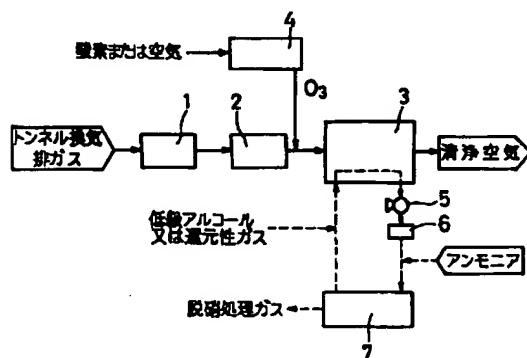 4
酸素または空気
O3
1
2
3
トンネル換気
排ガス
清浄空気
5
6
低級アルコール
又は還元性ガス
アンモニア
脱硝処理ガス
7